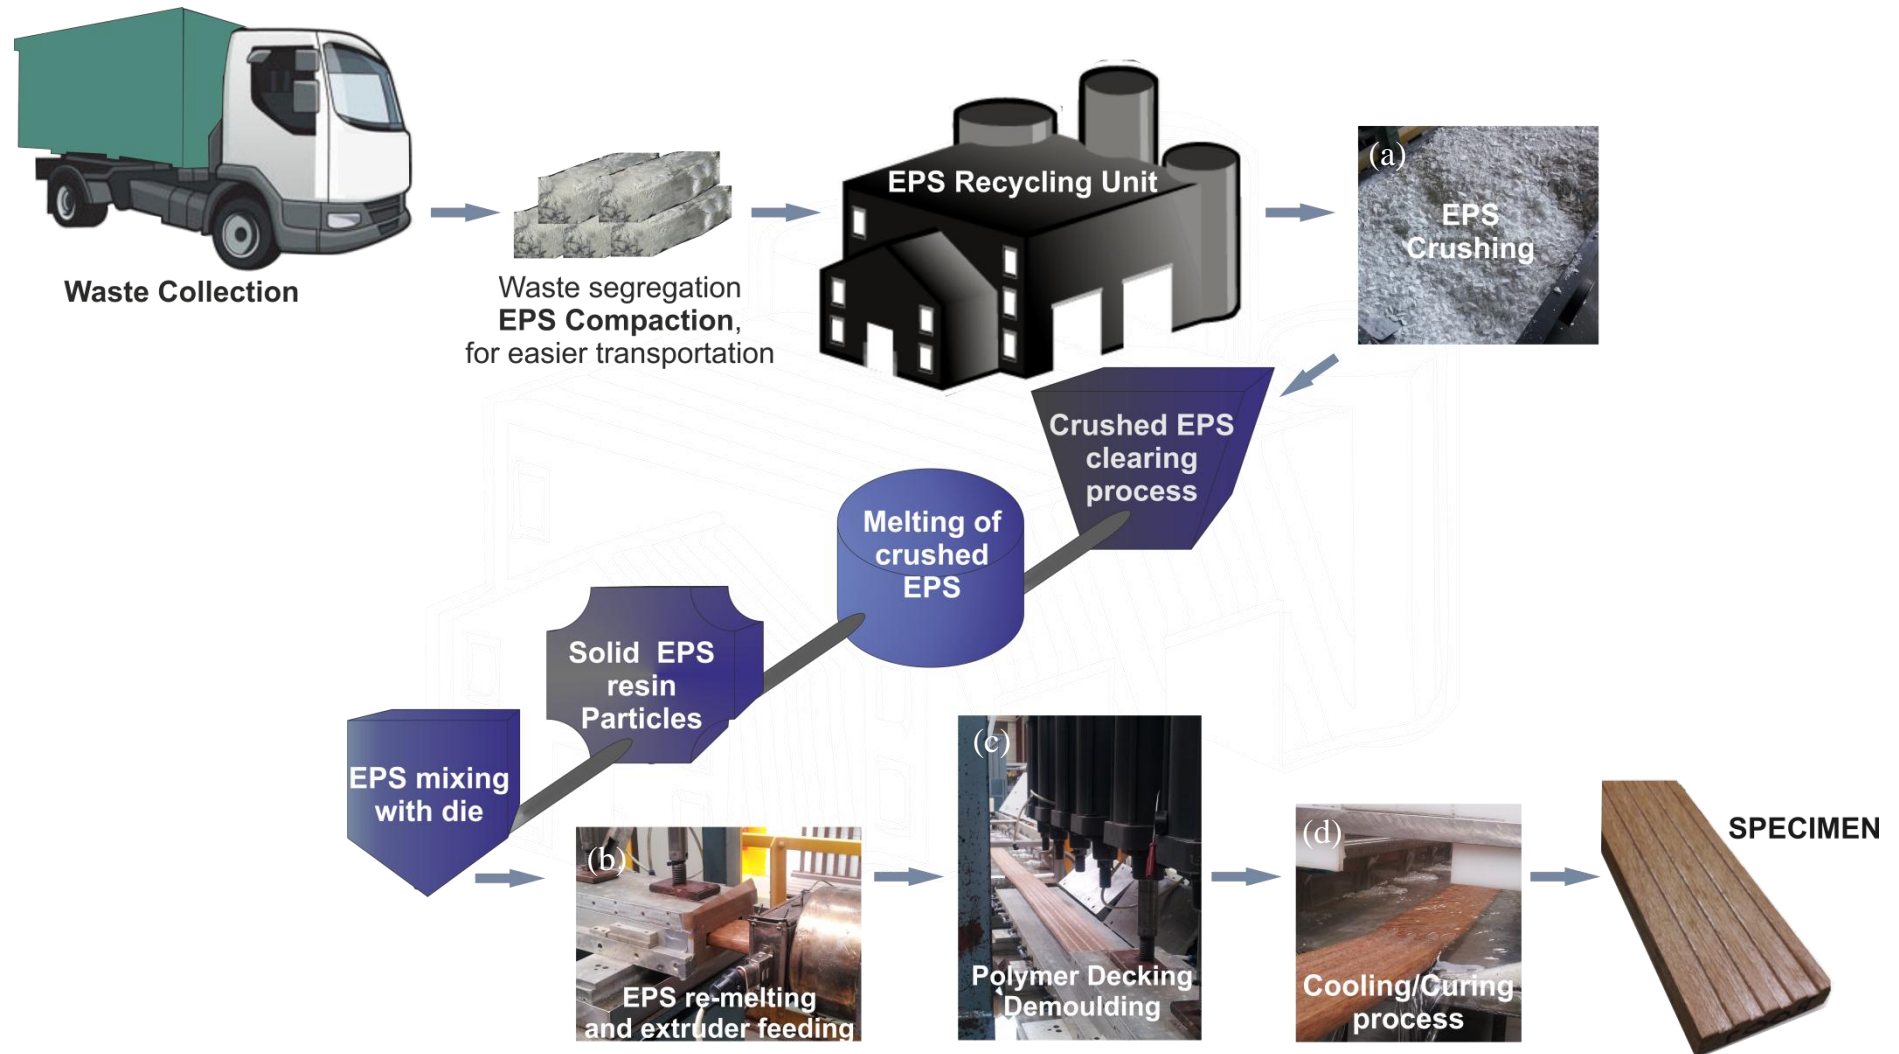 Waste Collection
Waste segregation
EPS Compaction,
for easier transportation
EPS Recycling Unit
(a)
EPS
Crushing
Crushed EPS
clearing
process
Melting of
crushed
EPS
Solid EPS
resin
Particles
EPS mixing
with die
(b)
EPS re-melting
and extruder feeding
(c)
Polymer Decking
Demoulding
(d)
Cooling/Curing
process
SPECIMEN